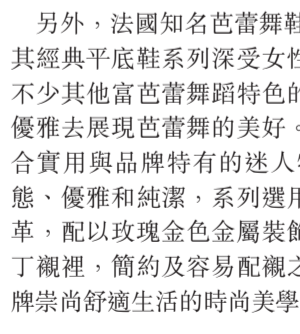 另外，法國知名芭蕾舞鞋
其經典平底鞋系列深受女性
不少其他富芭蕾舞蹈特色的
優雅去展現芭蕾舞的美好。
合實用與品牌特有的迷人
態、優雅和純潔，系列選用
革，配以玫瑰金色金屬裝飾
丁襯裡，簡約及容易配襯之
牌崇尚舒適生活的時尚美學